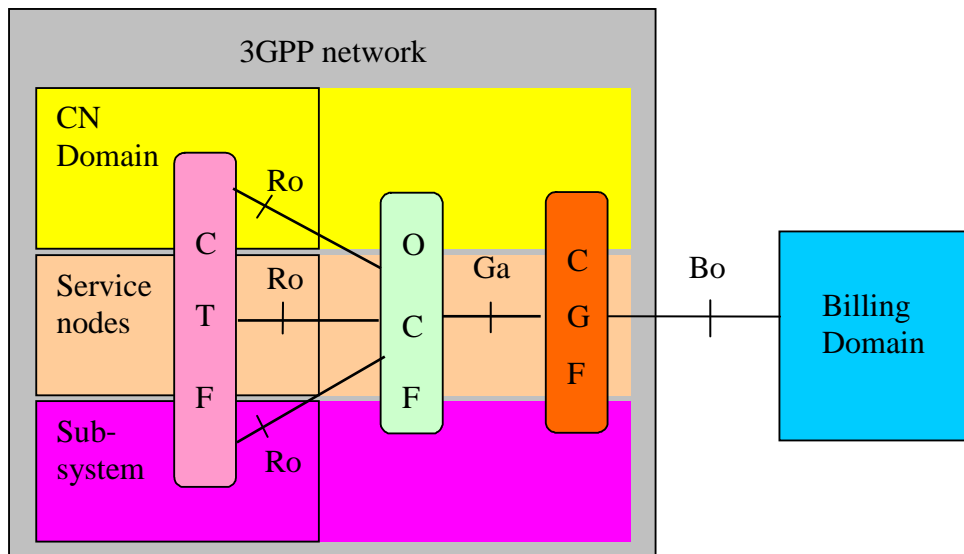 3GPP network
CN
Domain
Ro
C
T
F
O
C
F
Ga
C
G
F
Bo
Service
nodes
Ro
Billing
Domain
Sub-
system
Ro